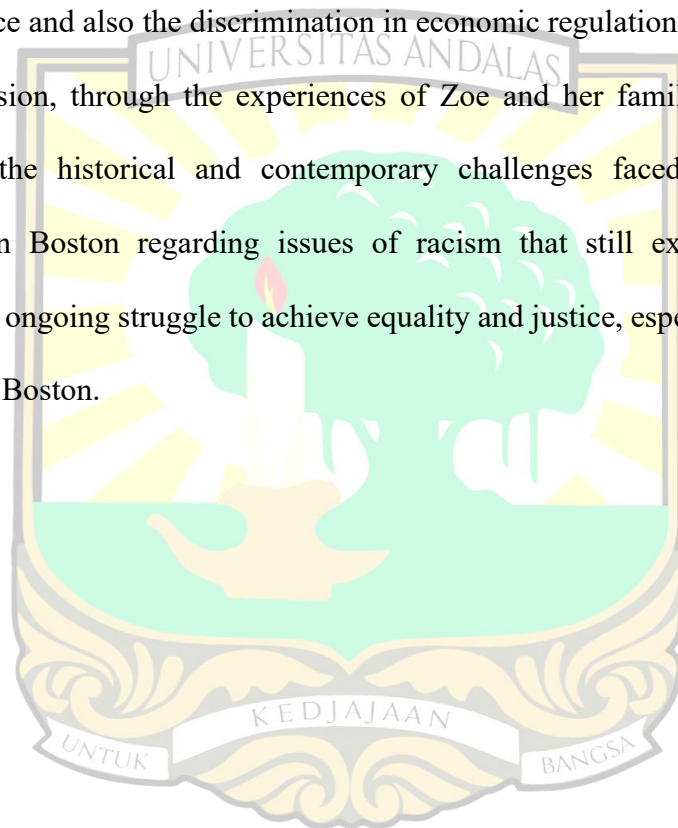 ce and also the discrimination in economic regulation
UNIVERSITAS ANDALAS
sion, through the experiences of Zoe and her famil
the historical and contemporary challenges faced
n Boston regarding issues of racism that still ex
ongoing struggle to achieve equality and justice, espe
Boston.
UNTUK KEDJAJAAN BANGSA